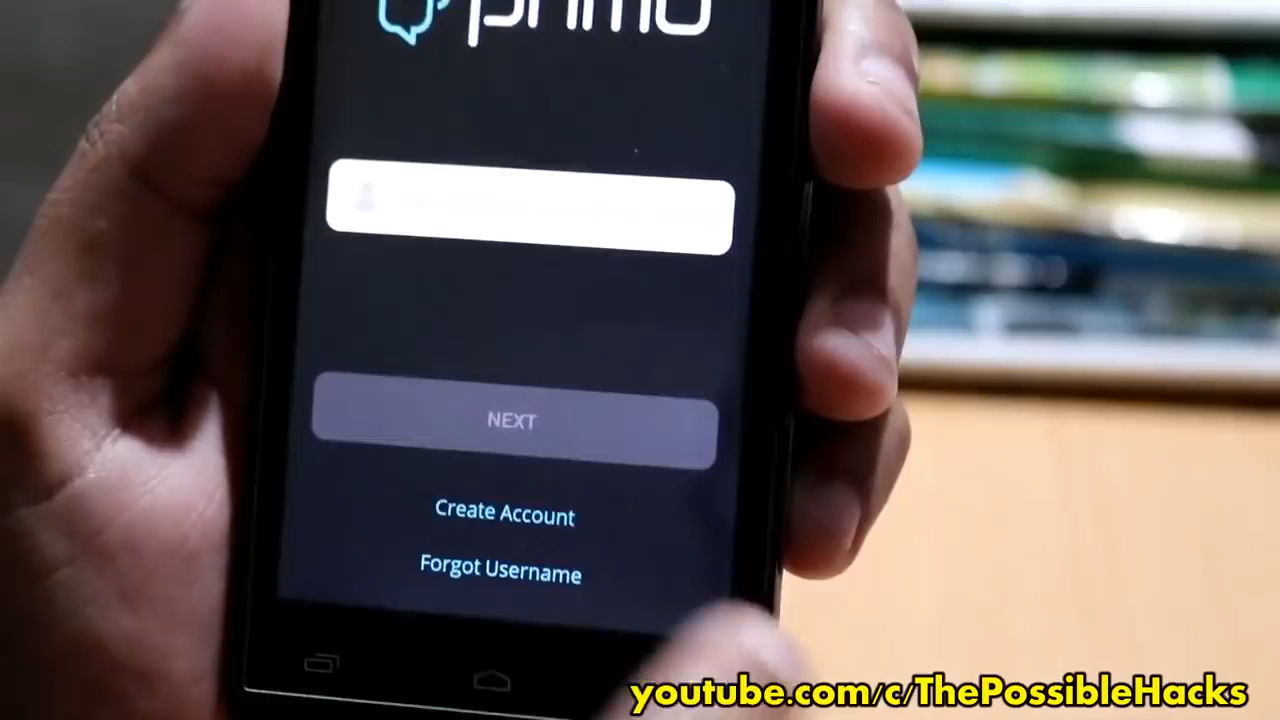 primo
NEXT
Create Account
Forgot Username
youtube.com/c/ThePossibleHacks